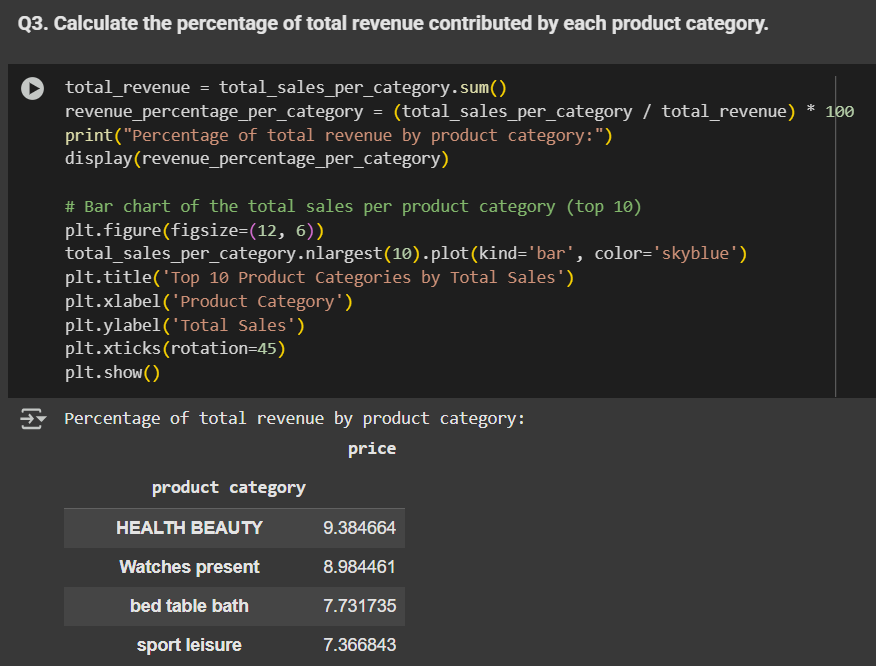 Q3. Calculate the percentage of total revenue contributed by each product category.
total_revenue = total_sales_per_category.sum()
revenue_percentage_per_category = (total_sales_per_category / total_revenue) * 100
print("Percentage of total revenue by product category:")
display(revenue_percentage_per_category)
# Bar chart of the total sales per product category (top 10)
plt.figure(figsize=(12, 6))
total_sales_per_category.nlargest(10).plot(kind='bar', color='skyblue')
plt.title('Top 10 Product Categories by Total Sales')
plt.xlabel('Product Category')
plt.ylabel('Total Sales')
plt.xticks(rotation=45)
plt.show()
Percentage of total revenue by product category:
price
product category
HEALTH BEAUTY 9.384664
Watches present 8.984461
bed table bath 7.731735
sport leisure 7.366843